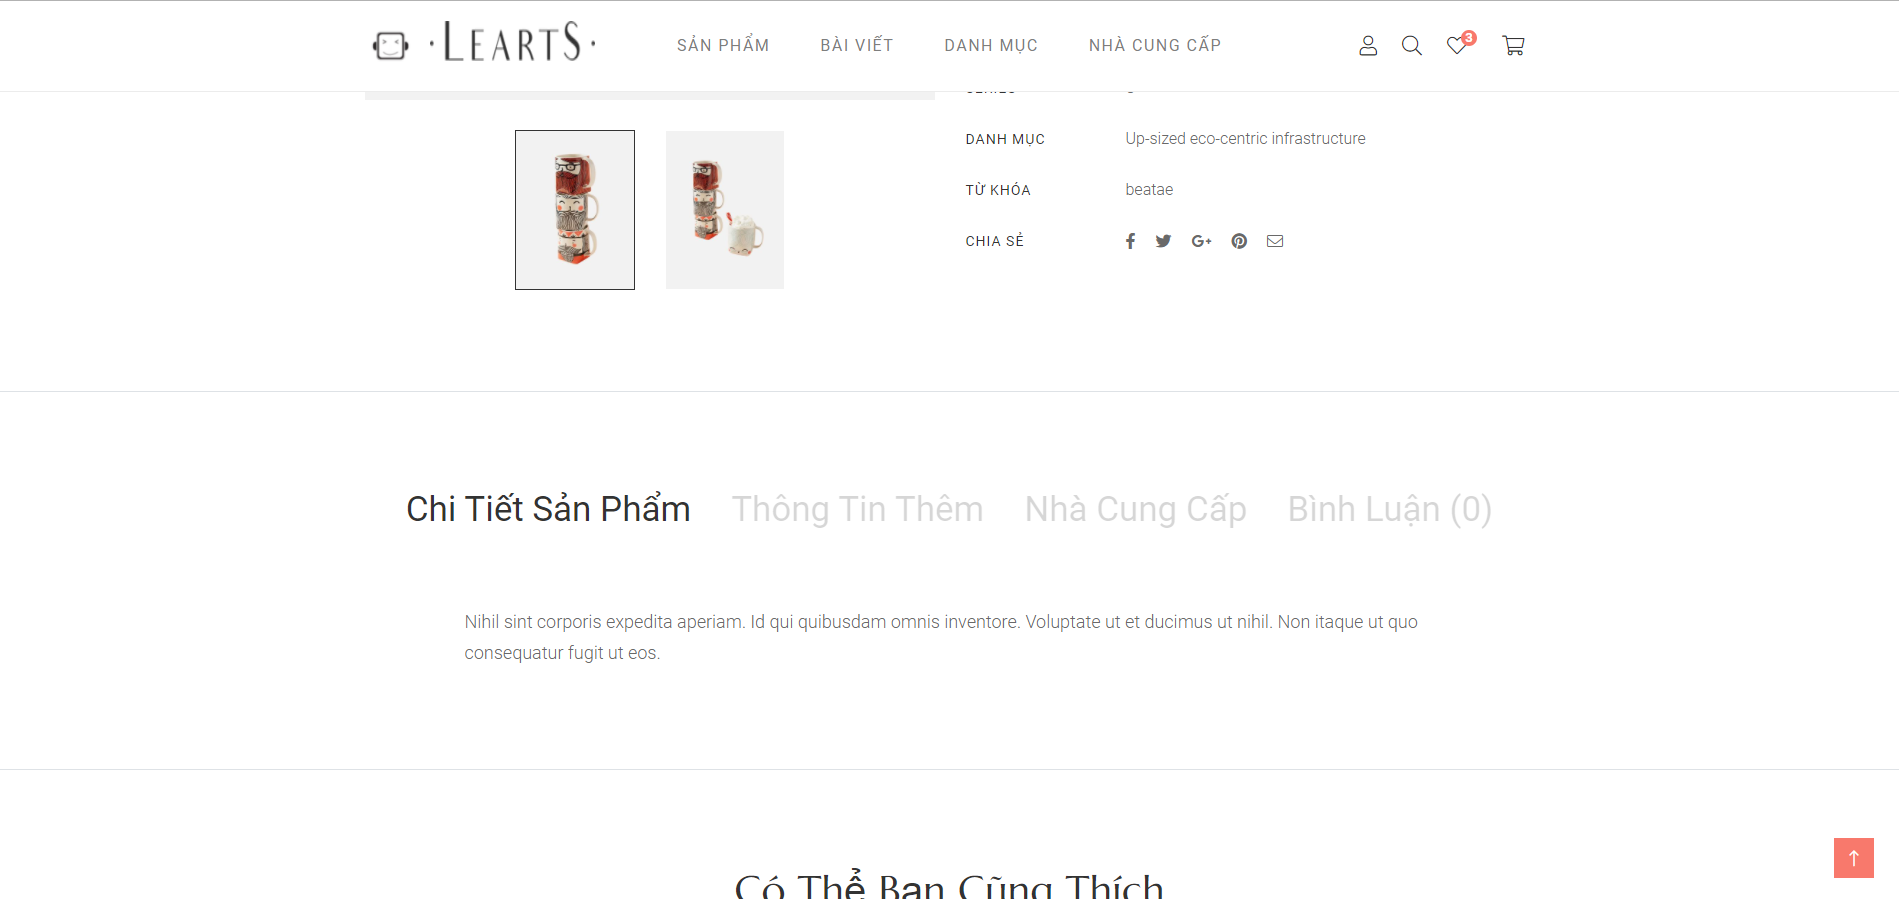 ·LEARTS·
SẢN PHẨM
BÀI VIẾT
DANH MỤC
NHÀ CUNG CẤP
3
DANH MỤC
Up-sized eco-centric infrastructure
TỪ KHÓA
beatae
CHIA SẺ
Chi Tiết Sản Phẩm
Thông Tin Thêm
Nhà Cung Cấp
Bình Luận (0)
Nihil sint corporis expedita aperiam. Id qui quibusdam omnis inventore. Voluptate ut et ducimus ut nihil. Non itaque ut quo
consequatur fugit ut eos.
Có Thể Bạn Cũng Thích